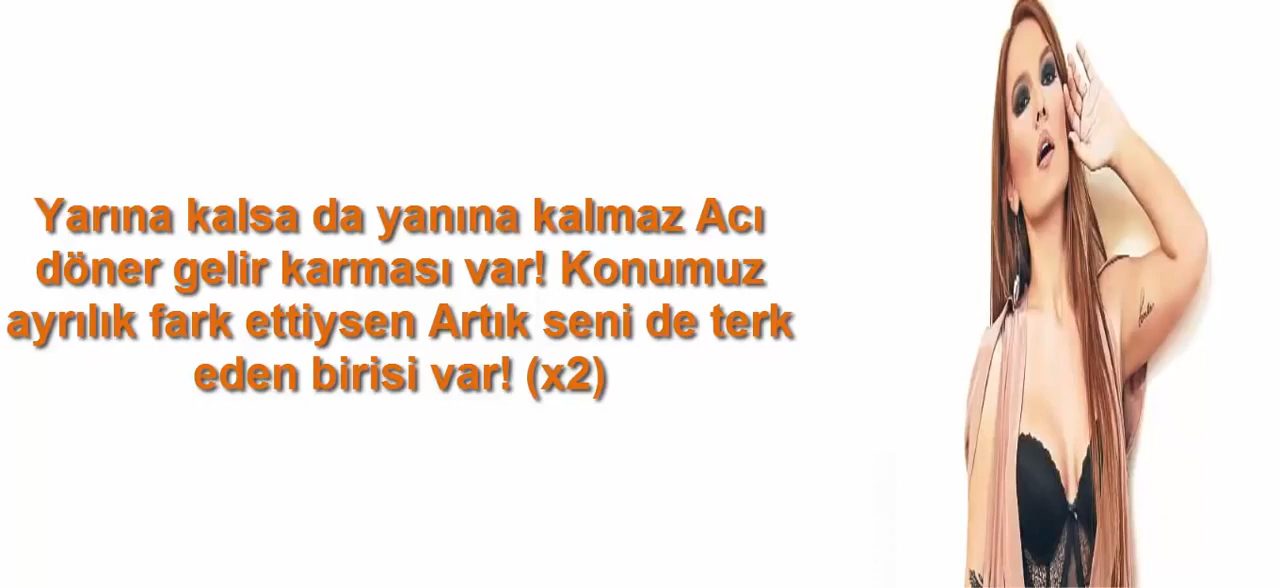 Yarına kalsa da yanına kalmaz Acı
döner gelir karması var! Konumuz
ayrılık fark ettiysen Artık seni de terk
eden birisi var! (x2)